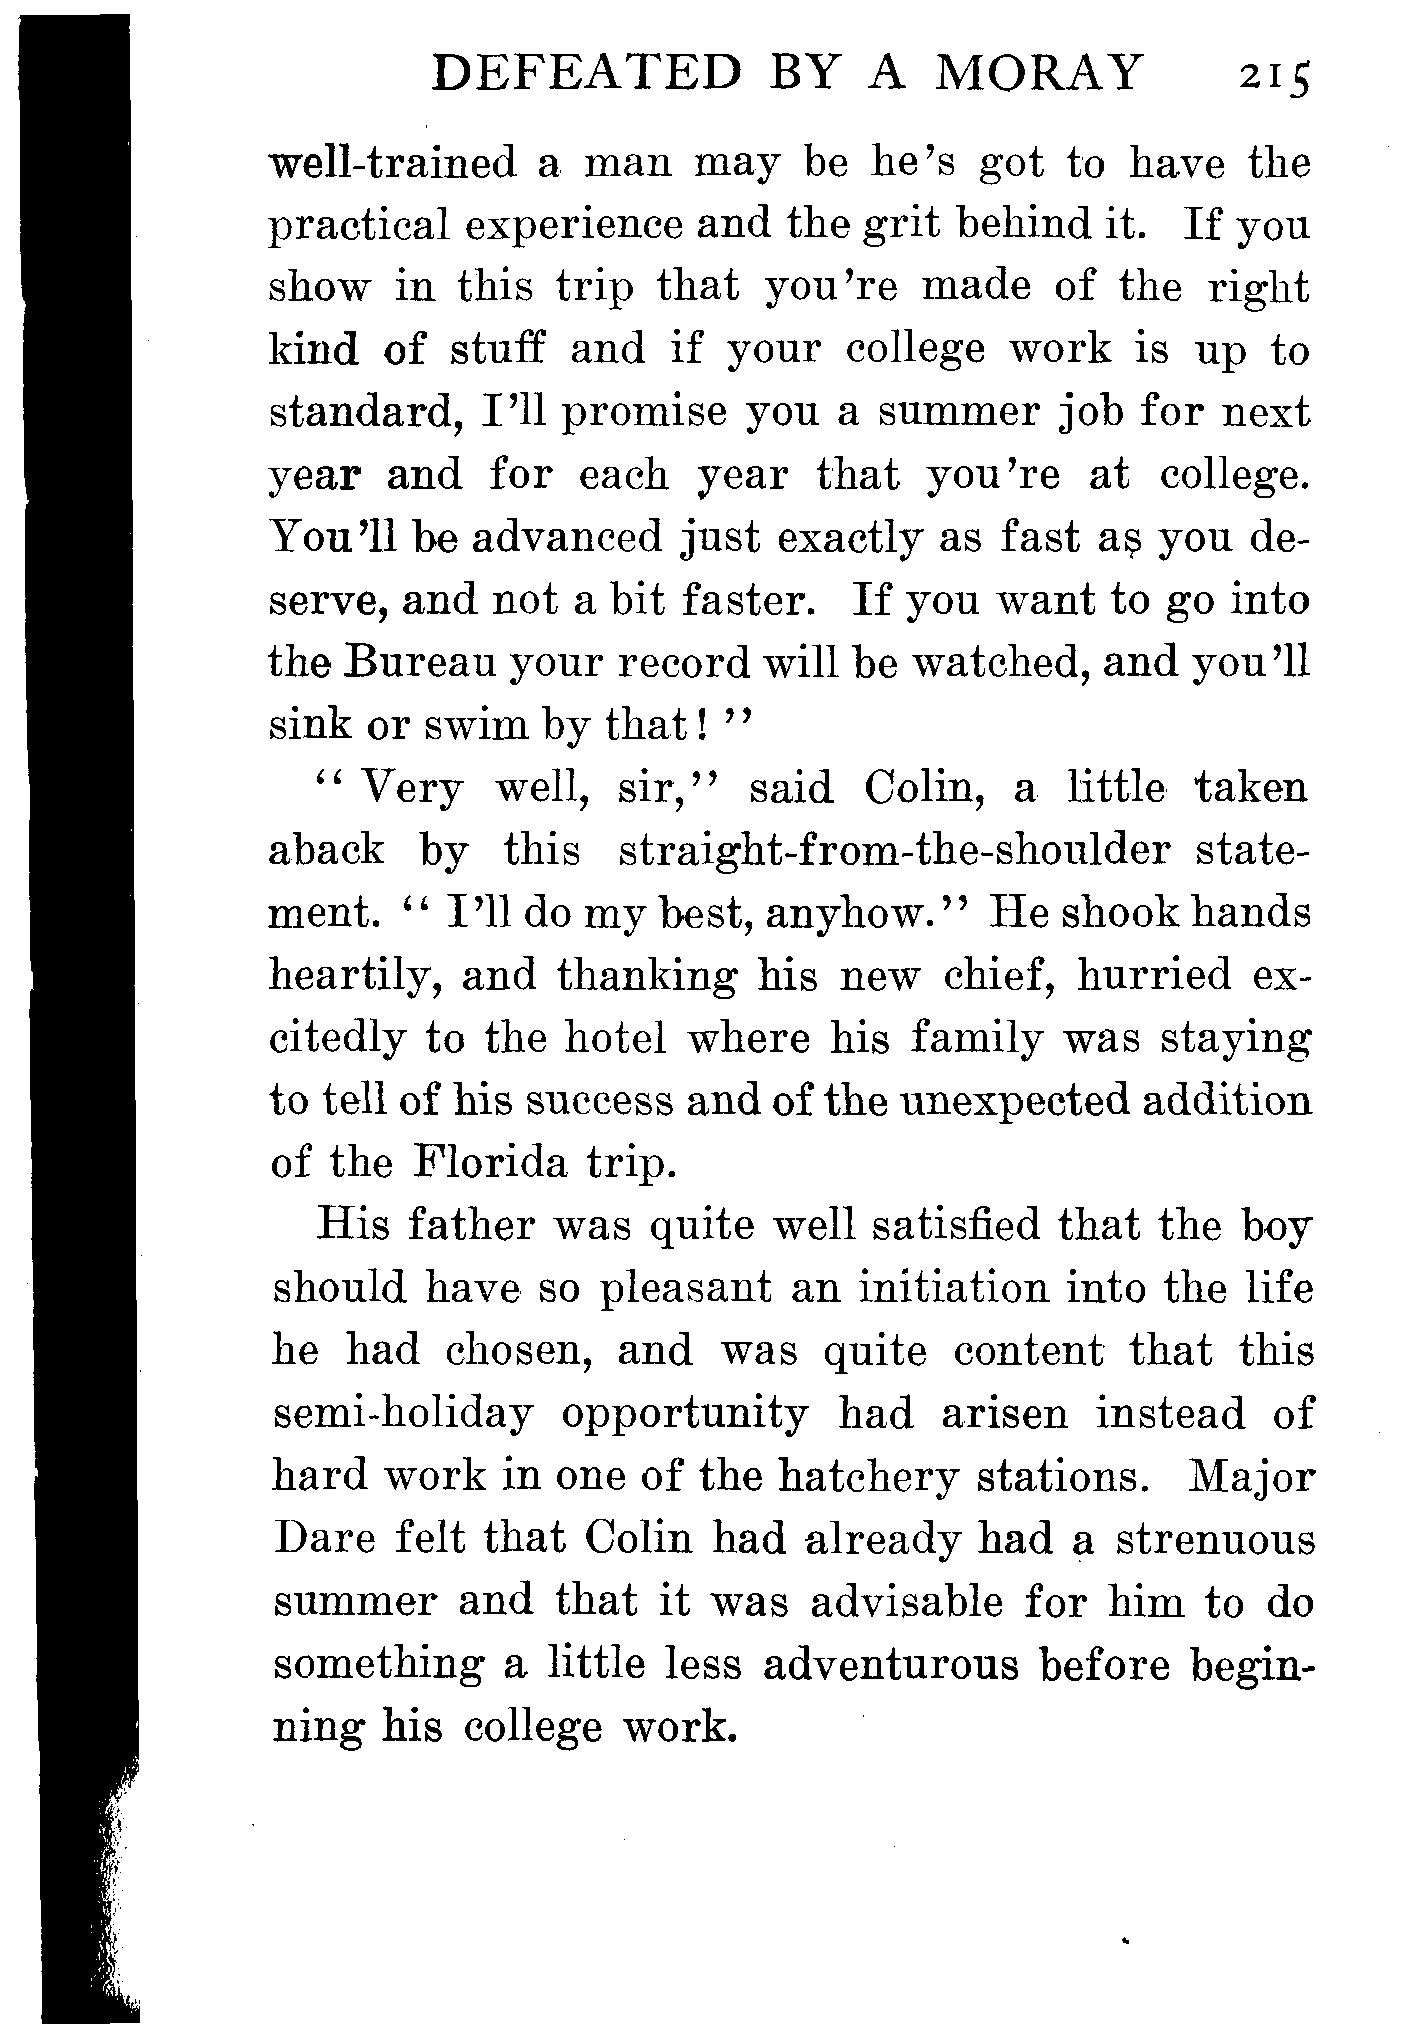 DEFEATED BY A MORAY 215
well-trained a man may be he's got to have the
practical experience and the grit behind it. If you
show in this trip that you're made of the right
kind of stuff and if your college work is up to
standard, I'll promise you a summer job for next
year and for each year that you're at college.
You'll be advanced just exactly as fast as you de-
serve, and not a bit faster. If you want to go into
the Bureau your record will be watched, and you'll
sink or swim by that! ''
'' Very well, sir,'' said Colin, a little taken
aback by this straight-from-the-shoulder state-
ment. '' I'll do my best, anyhow.'' He shook hands
heartily, and thanking his new chief, hurried ex-
citedly to the hotel where his family was staying
to tell of his success and of the unexpected addition
of the Florida trip.
His father was quite well satisfied that the boy
should have so pleasant an initiation into the life
he had chosen, and was quite content that this
semi-holiday opportunity had arisen instead of
hard work in one of the hatchery stations. Major
Dare felt that Colin had already had a strenuous
summer and that it was advisable for him to do
something a little less adventurous before begin-
ning his college work.